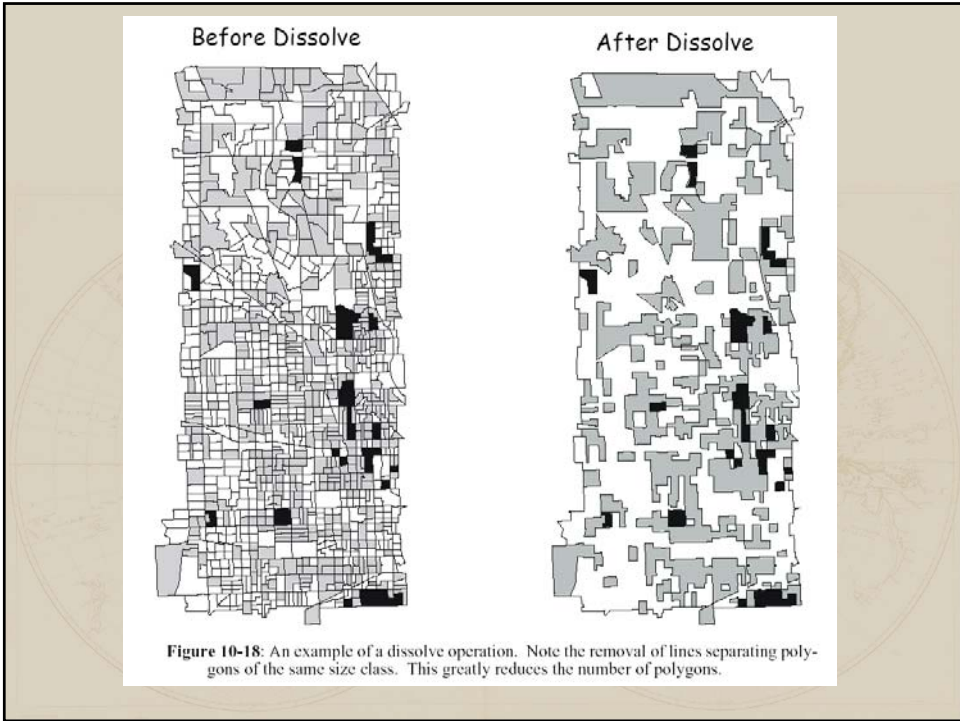 Before Dissolve
After Dissolve
Figure 10-18: An example of a dissolve operation. Note the removal of lines separating poly-
gons of the same size class. This greatly reduces the number of polygons.